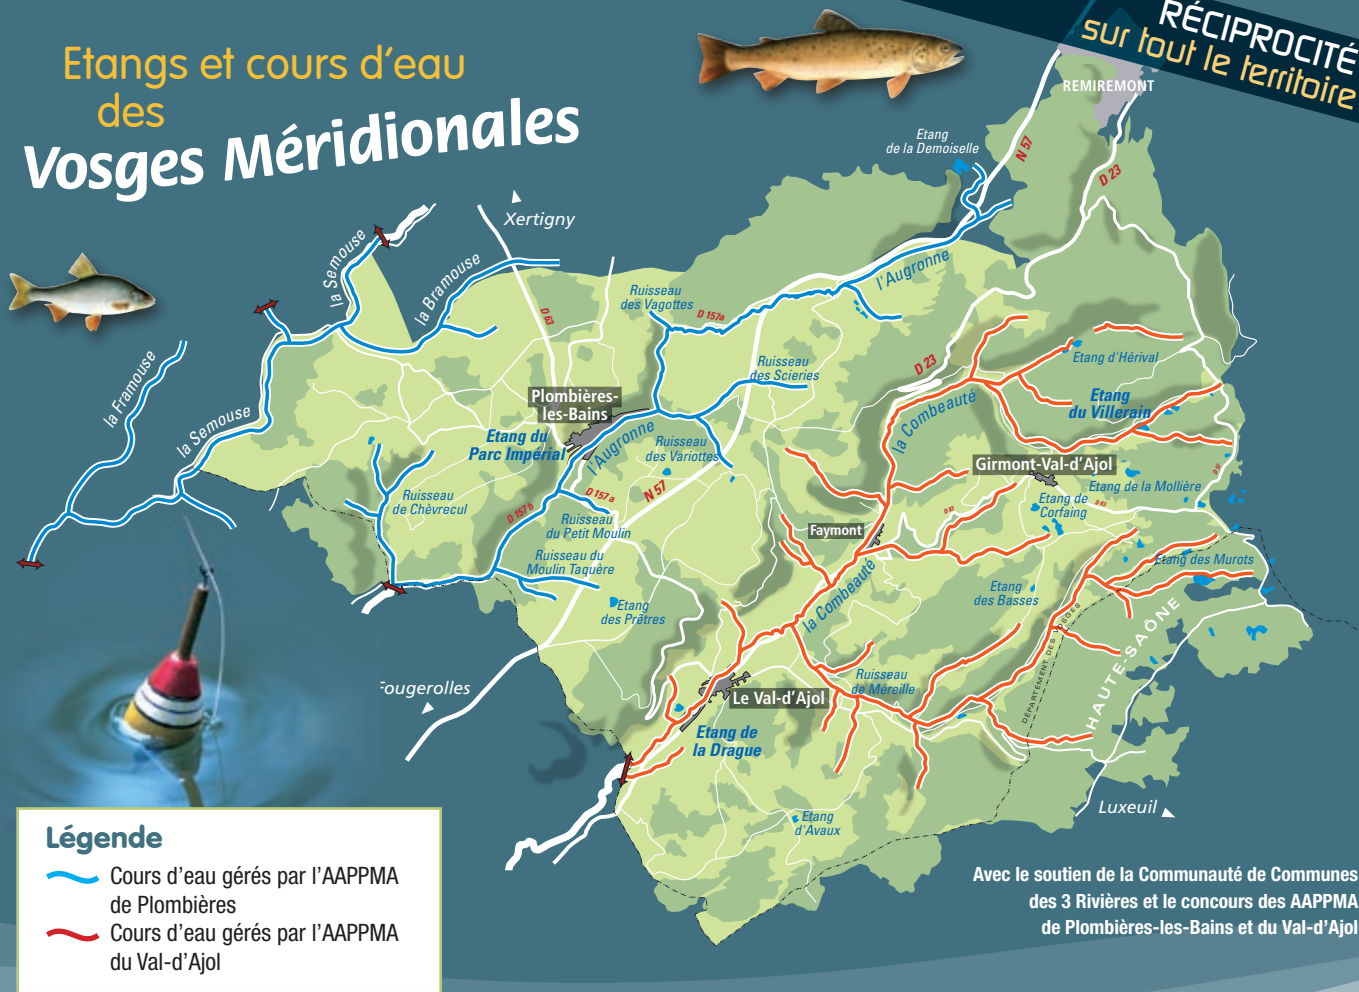 Etangs et cours d'eau
des
Vosges Méridionales
RÉCIPROCITÉ
sur tout le territoire
REMIREMONT
Etang
de la Demoiselle
N 57
D 23
Xertigny
la Semouse
la Bramouse
l'Augronne
Ruisseau
des Vagottes
D 157a
D 63
la Framouse
la Semouse
Ruisseau
des Scieries
D 23
Etang d'Hérival
Plombières-
les-Bains
la Combeauté
Etang
du Villerain
Etang du
Parc Impérial
l'Augronne
Ruisseau
des Variottes
Girmont-Val-d'Ajol
Etang de la Mollière
Ruisseau
de Chèvrecul
D 157 a
N 57
D 157 b
Etang de
Corfaing
D 83
D 83
Ruisseau
du Petit Moulin
Faymont
Ruisseau du
Moulin Taquère
Etang des Murots
la Combeauté
Etang
des Basses
Etang
des Prêtres
DÉPARTEMENT DES VOSGES
HAUTE-SAÔNE
Fougerolles
Le Val-d'Ajol
Ruisseau
de Méreille
Etang de
la Drague
Luxeuil
Etang
d'Avaux
Légende
Cours d'eau gérés par l'AAPPMA
de Plombières
Cours d'eau gérés par l'AAPPMA
du Val-d'Ajol
Avec le soutien de la Communauté de Communes
des 3 Rivières et le concours des AAPPMA
de Plombières-les-Bains et du Val-d'Ajol